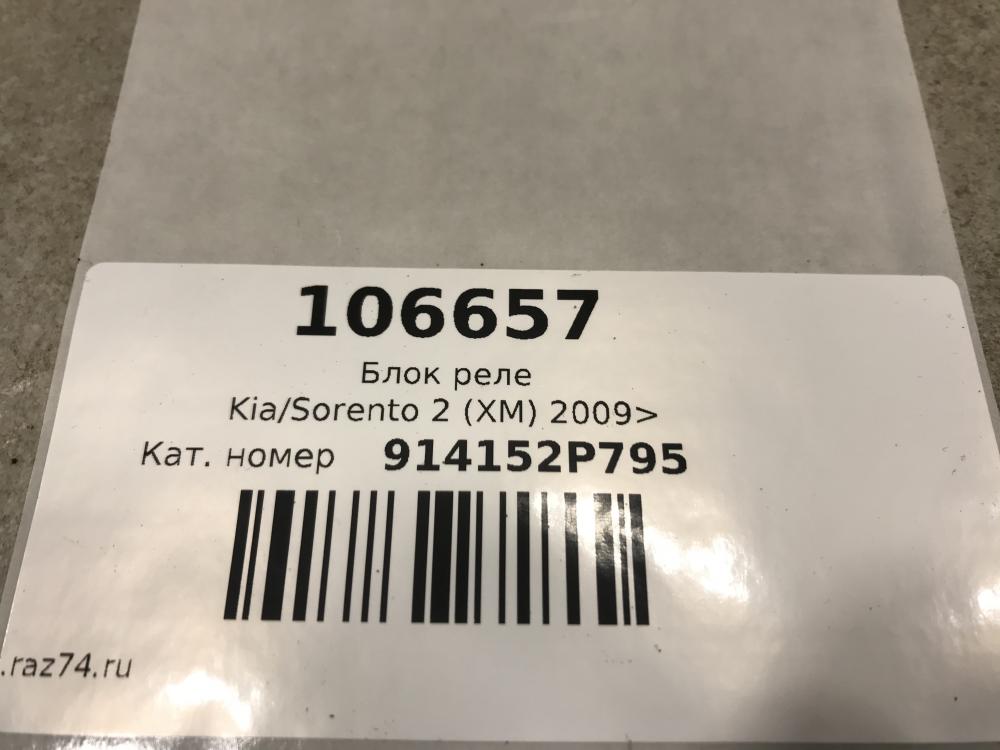 106657
Блок реле
Kia/Sorento 2 (XM) 2009>
Кат. номер 914152P795
.raz74.ru